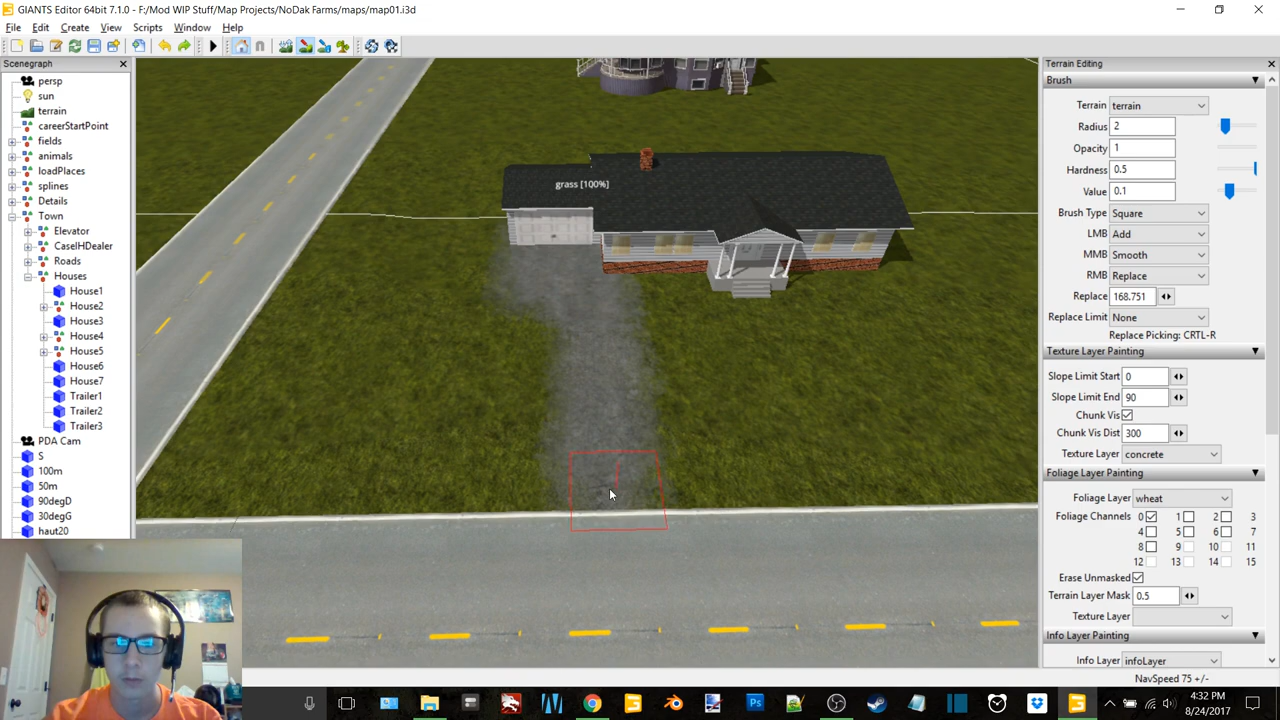 GIANTS Editor 64bit 7.1.0 - F:/Mod WIP Stuff/Map Projects/NoDak Farms/maps/map01.i3d
File Edit Create View Scripts Window Help
Scenegraph
persp
sun
terrain
careerStartPoint
fields
animals
loadPlaces
splines
Details
Town
Elevator
CaseIHDealer
Roads
Houses
House1
House2
House3
House4
House5
House6
House7
Trailer1
Trailer2
Trailer3
PDA Cam
S
100m
50m
90degD
30degG
haut20
grass [100%]
Terrain Editing
Brush
Terrain terrain
Radius 2
Opacity 1
Hardness 0.5
Value 0.1
Brush Type Square
LMB Add
MMB Smooth
RMB Replace
Replace 168.751
Replace Limit None
Replace Picking: CRTL-R
Texture Layer Painting
Slope Limit Start 0
Slope Limit End 90
Chunk Vis
Chunk Vis Dist 300
Texture Layer concrete
Foliage Layer Painting
Foliage Layer wheat
Foliage Channels 0 1 2 3
4 5 6 7
8 9 10 11
12 13 14 15
Erase Unmasked
Terrain Layer Mask 0.5
Texture Layer
Info Layer Painting
Info Layer infoLayer
NavSpeed 75 +/-
4:32 PM
8/24/2017